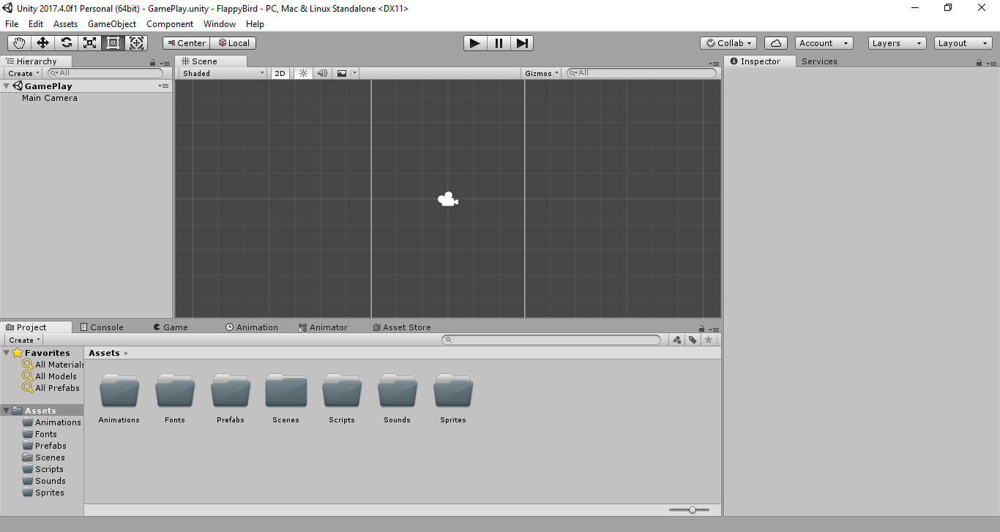 Unity 2017.4.0f1 Personal (64bit) - GamePlay.unity - FlappyBird - PC, Mac & Linux Standalone <DX11>
File Edit Assets GameObject Component Window Help
Center Local Collab Account Layers Layout
Hierarchy Scene Inspector Services
Create All Shaded 2D Gizmos All
GamePlay
Main Camera
Project Console Game Animation Animator Asset Store
Create
Favorites Assets
All Materials
All Models
All Prefabs
Animations Fonts Prefabs Scenes Scripts Sounds Sprites
Assets
Animations
Fonts
Prefabs
Scenes
Scripts
Sounds
Sprites